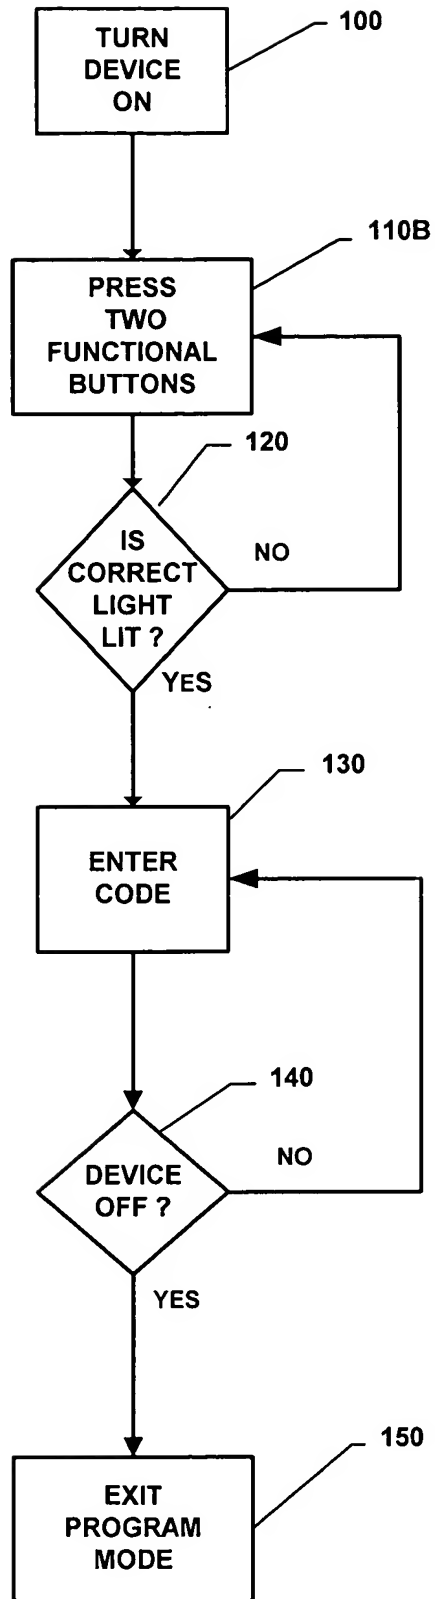 TURN
DEVICE
ON
100
PRESS
TWO
FUNCTIONAL
BUTTONS
110B
120
IS
CORRECT
LIGHT
LIT ?
NO
YES
130
ENTER
CODE
140
DEVICE
OFF ?
NO
YES
150
EXIT
PROGRAM
MODE